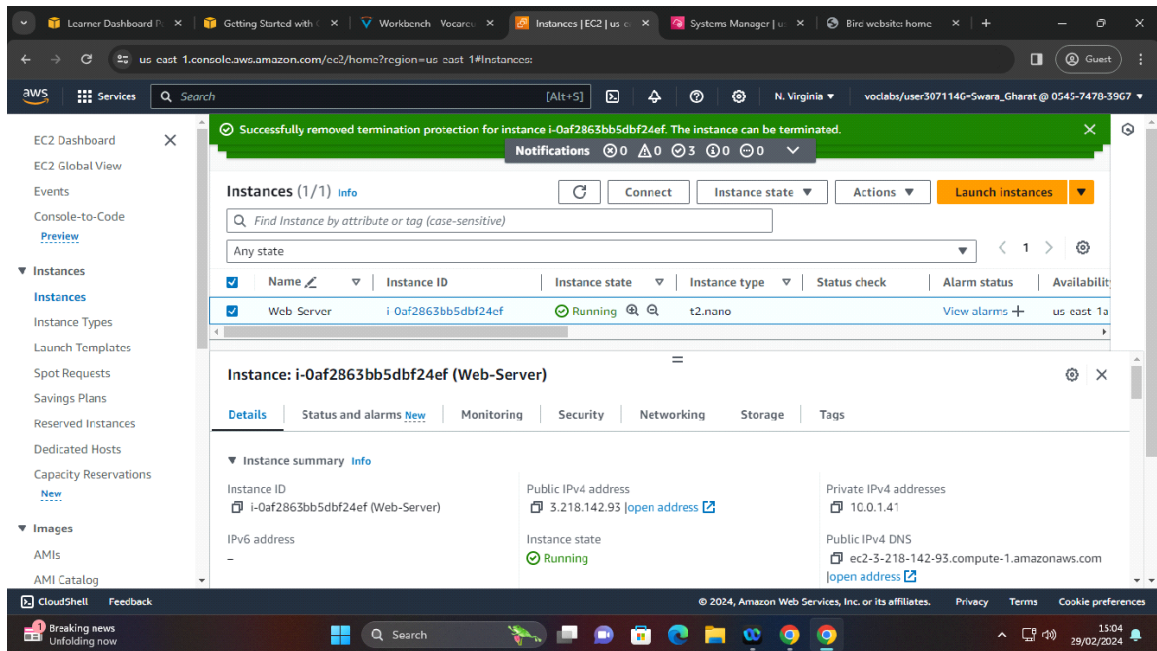 Learner Dashboard P
Getting Started with
Workbench - Vocareu
Instances | EC2 | us-e
Systems Manager | u
Bird website: home
us-east-1.console.aws.amazon.com/ec2/home?region=us-east-1#Instances:
Guest
aws
Services
Search
[Alt+S]
N. Virginia
voclabs/user3071146=Swara_Gharat @ 0545-7478-3967
EC2 Dashboard
EC2 Global View
Events
Console-to-Code
Preview
Instances
Instances
Instance Types
Launch Templates
Spot Requests
Savings Plans
Reserved Instances
Dedicated Hosts
Capacity Reservations
New
Images
AMIs
AMI Catalog
Successfully removed termination protection for instance i-0af2863bb5dbf24ef. The instance can be terminated.
Notifications 0 0 3 0 0
Instances (1/1) Info
Connect
Instance state
Actions
Launch instances
Find Instance by attribute or tag (case-sensitive)
Any state
1
Name Instance ID Instance state Instance type Status check Alarm status Availabilit
Web-Server i-0af2863bb5dbf24ef Running t2.nano View alarms + us-east-1a
Instance: i-0af2863bb5dbf24ef (Web-Server)
Details Status and alarms New Monitoring Security Networking Storage Tags
Instance summary Info
Instance ID
i-0af2863bb5dbf24ef (Web-Server)
Public IPv4 address
3.218.142.93 |open address
Private IPv4 addresses
10.0.1.41
IPv6 address
–
Instance state
Running
Public IPv4 DNS
ec2-3-218-142-93.compute-1.amazonaws.com
|open address
CloudShell Feedback
© 2024, Amazon Web Services, Inc. or its affiliates. Privacy Terms Cookie preferences
1
Breaking news
Unfolding now
Search
15:04
29/02/2024